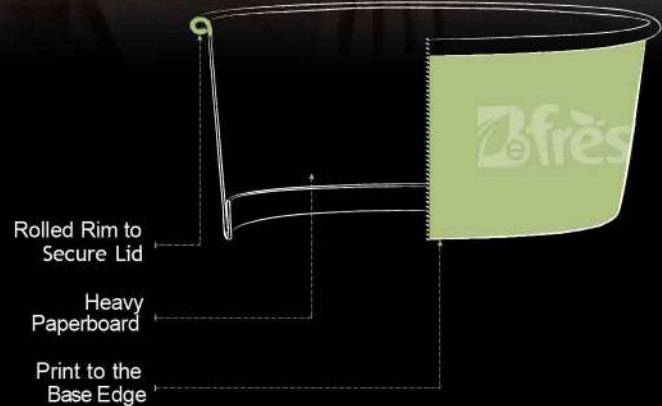 Befrès
Rolled Rim to
Secure Lid
Heavy
Paperboard
Print to the
Base Edge